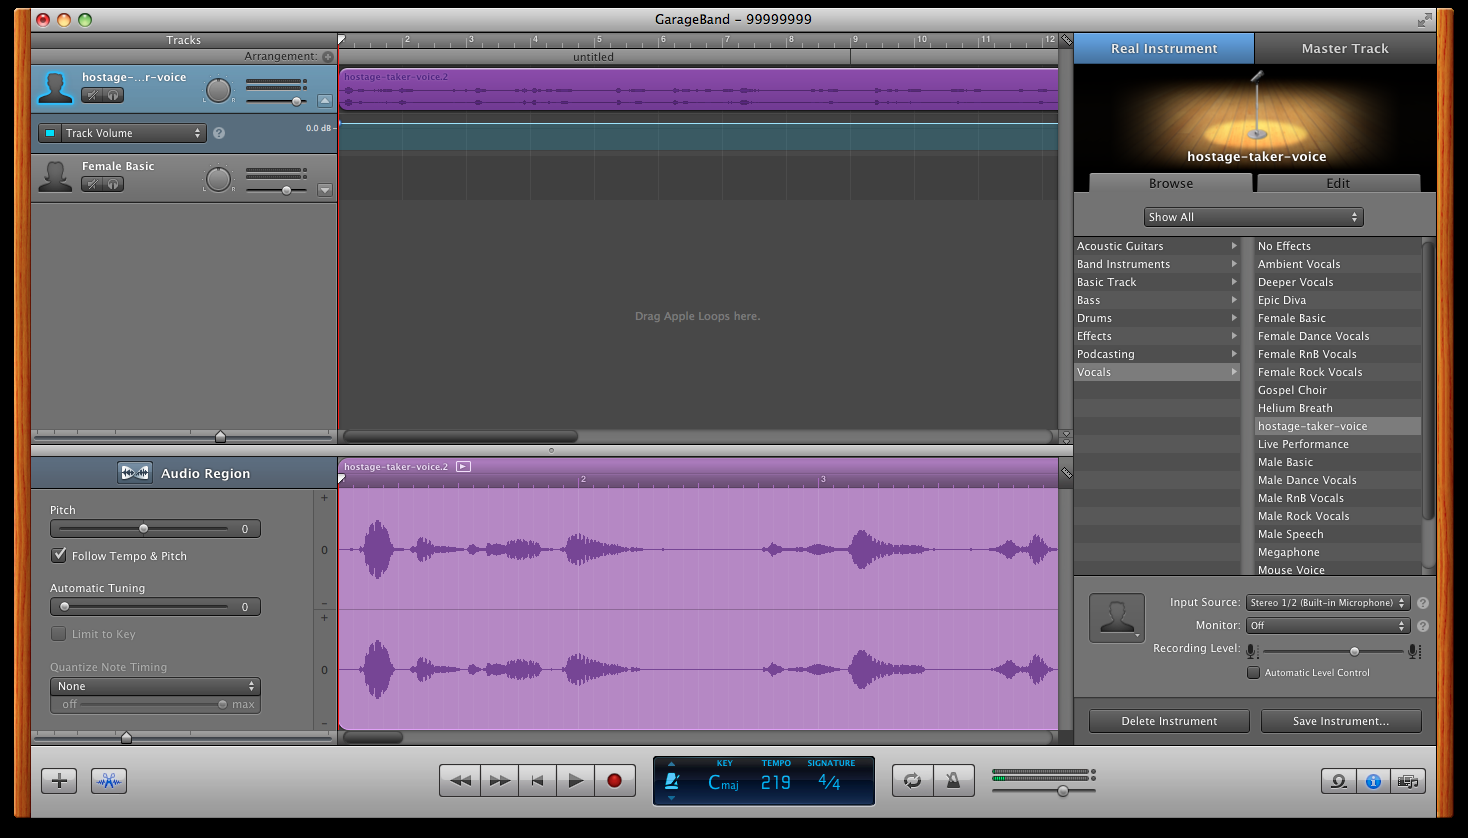 GarageBand – 99999999
Tracks
2 3 4 5 6 7 8 9 10 11 12
Arrangement:
untitled
hostage-...r-voice
L R
hostage-taker-voice.2
Track Volume
?
0.0 dB
Female Basic
L R
Drag Apple Loops here.
Real Instrument
Master Track
hostage-taker-voice
Browse
Edit
Show All
Acoustic Guitars
Band Instruments
Basic Track
Bass
Drums
Effects
Podcasting
Vocals
No Effects
Ambient Vocals
Deeper Vocals
Epic Diva
Female Basic
Female Dance Vocals
Female RnB Vocals
Female Rock Vocals
Gospel Choir
Helium Breath
hostage-taker-voice
Live Performance
Male Basic
Male Dance Vocals
Male RnB Vocals
Male Rock Vocals
Male Speech
Megaphone
Mouse Voice
Audio Region
hostage-taker-voice.2
2 3
Pitch
0
Follow Tempo & Pitch
Automatic Tuning
0
Limit to Key
Quantize Note Timing
None
off max
+
0
-
+
0
-
Input Source: Stereo 1/2 (Built-in Microphone) ?
Monitor: Off ?
Recording Level:
Automatic Level Control
Delete Instrument
Save Instrument...
KEY TEMPO SIGNATURE
Cmaj 219 4/4